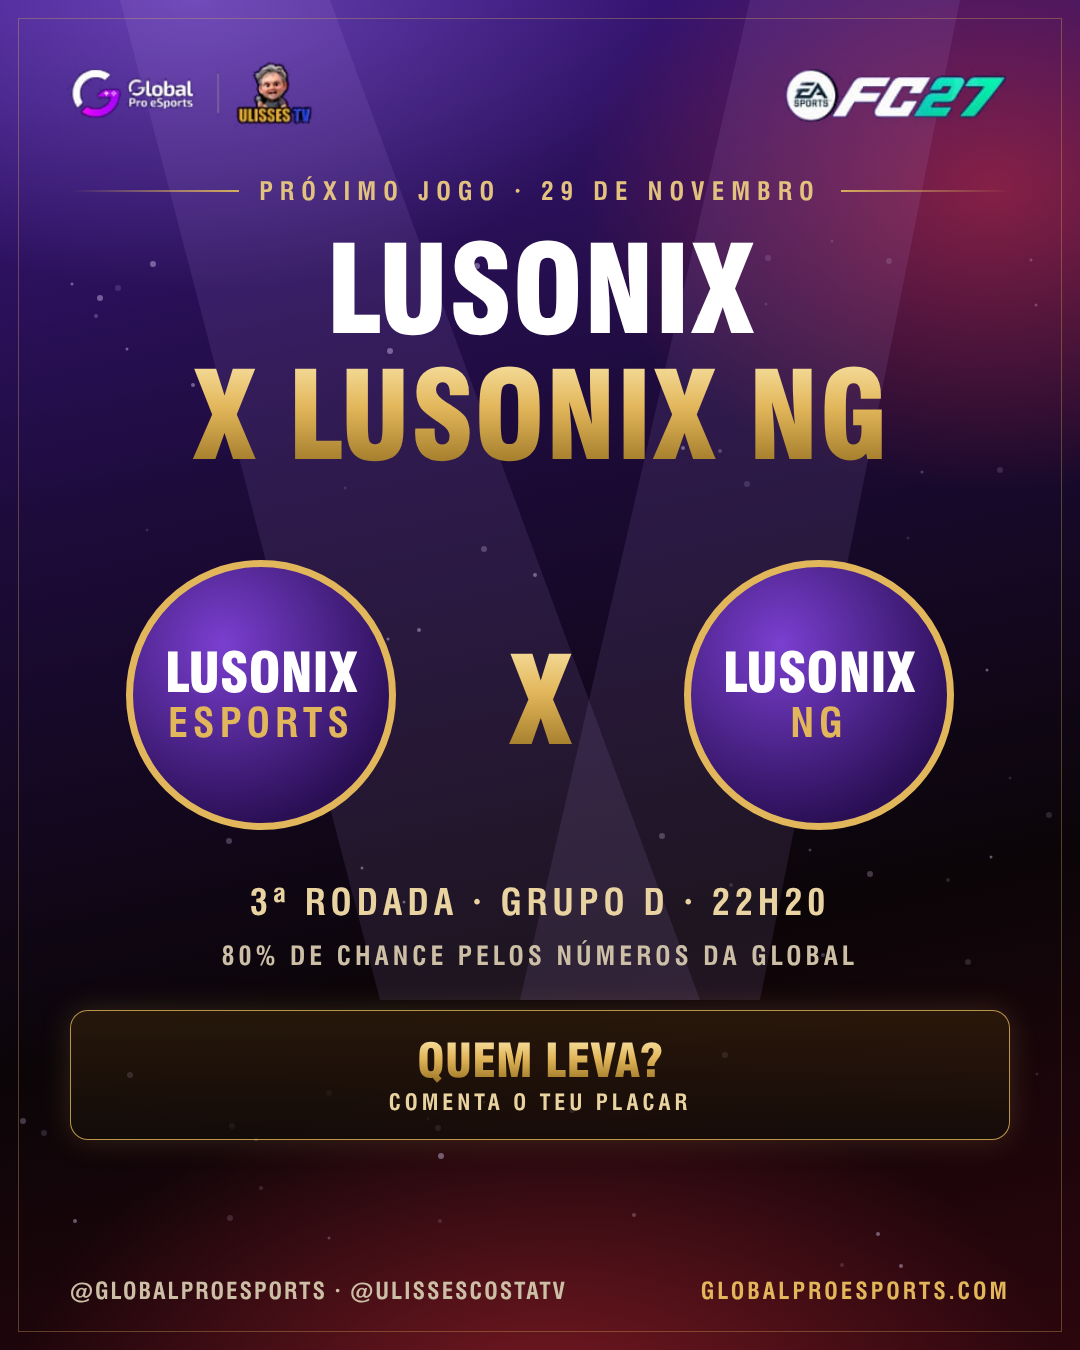 Global
Pro eSports
ULISSES TV
EA
SPORTS
FC27
PRÓXIMO JOGO · 29 DE NOVEMBRO
LUSONIX
X LUSONIX NG
LUSONIX
ESPORTS
X
LUSONIX
NG
3ª RODADA · GRUPO D · 22H20
80% DE CHANCE PELOS NÚMEROS DA GLOBAL
QUEM LEVA?
COMENTA O TEU PLACAR
@GLOBALPROESPORTS · @ULISSESCOSTATV
GLOBALPROESPORTS.COM